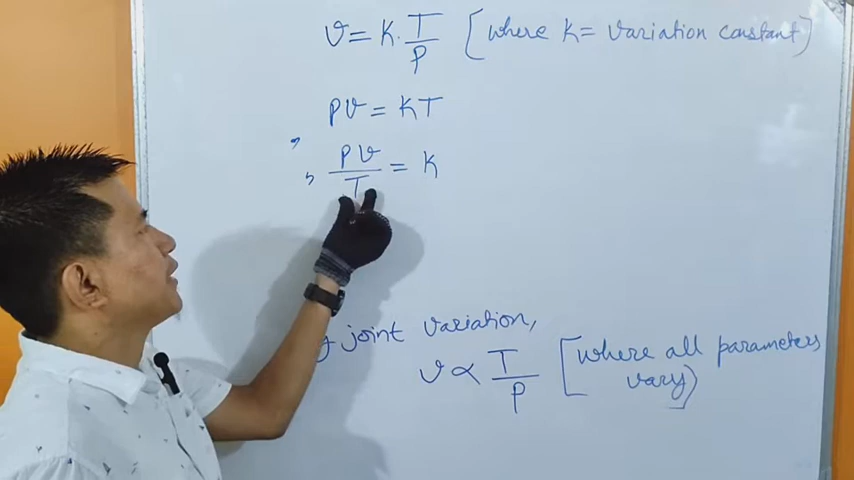 v = K · T/P [where K = variation constant)
PV = KT
" PV/T = K
joint variation,
v ∝ T/P [where all parameters
vary)]